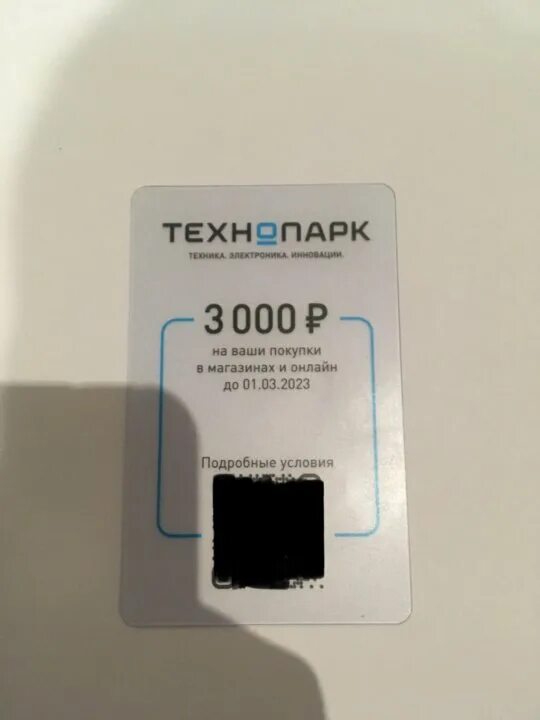 ТЕХНОПАРК
ТЕХНИКА. ЭЛЕКТРОНИКА. ИННОВАЦИИ.
3 000 ₽
на ваши покупки
в магазинах и онлайн
до 01.03.2023
Подробные условия